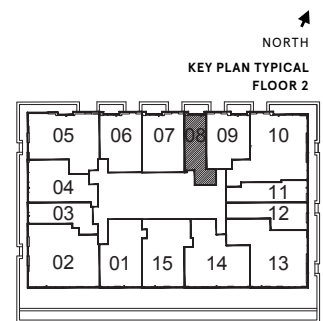 NORTH
KEY PLAN TYPICAL
FLOOR 2
05 06 07 08 09 10
04 11
03 12
02 01 15 14 13